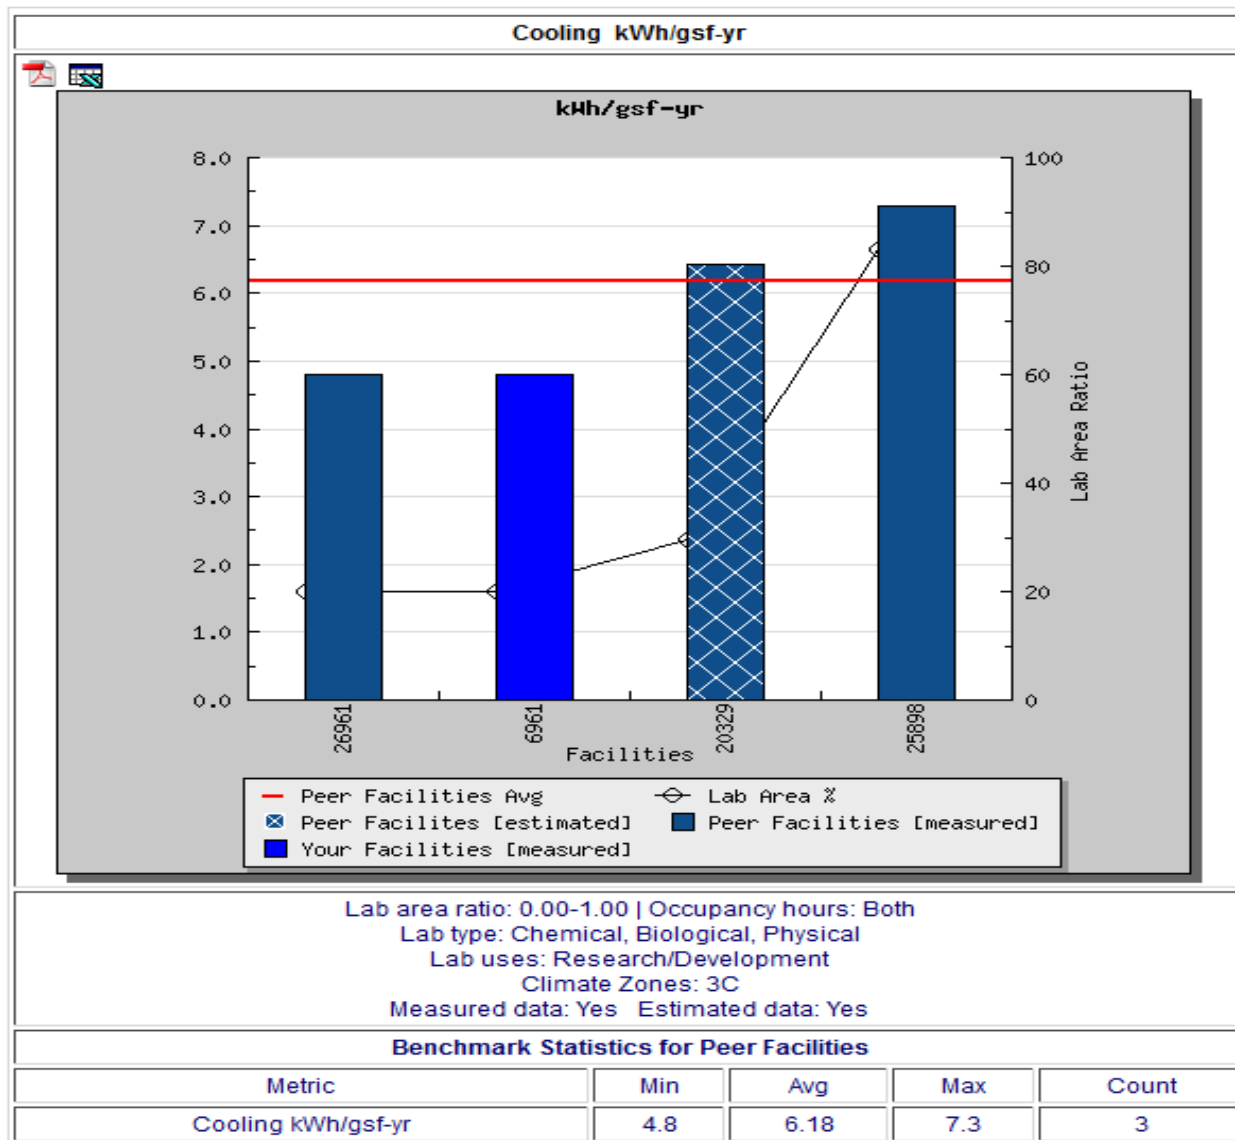 Cooling kWh/gsf-yr
kWh/gsf-yr
8.0
7.0
6.0
5.0
4.0
3.0
2.0
1.0
0.0
100
80
60
40
20
0
Lab Area Ratio
26961
6961
20329
25898
Facilities
Peer Facilities Avg
Lab Area %
Peer Facilites [estimated]
Peer Facilities [measured]
Your Facilities [measured]
Lab area ratio: 0.00-1.00 | Occupancy hours: Both
Lab type: Chemical, Biological, Physical
Lab uses: Research/Development
Climate Zones: 3C
Measured data: Yes Estimated data: Yes
Benchmark Statistics for Peer Facilities
Metric Min Avg Max Count
Cooling kWh/gsf-yr 4.8 6.18 7.3 3